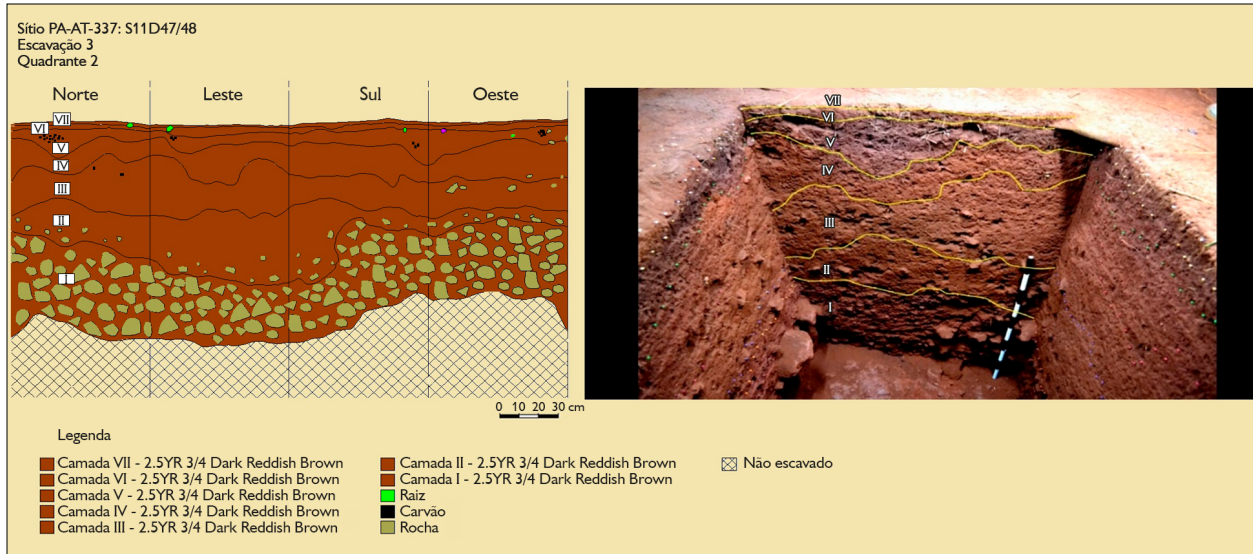 Sítio PA-AT-337: S11D47/48
Escavação 3
Quadrante 2
Norte Leste Sul Oeste
VII
VI
V
IV
III
II
I
VII
VI
V
IV
III
II
I
0 10 20 30 cm
Legenda
Camada VII - 2.5YR 3/4 Dark Reddish Brown
Camada VI - 2.5YR 3/4 Dark Reddish Brown
Camada V - 2.5YR 3/4 Dark Reddish Brown
Camada IV - 2.5YR 3/4 Dark Reddish Brown
Camada III - 2.5YR 3/4 Dark Reddish Brown
Camada II - 2.5YR 3/4 Dark Reddish Brown
Camada I - 2.5YR 3/4 Dark Reddish Brown
Raiz
Carvão
Rocha
Não escavado